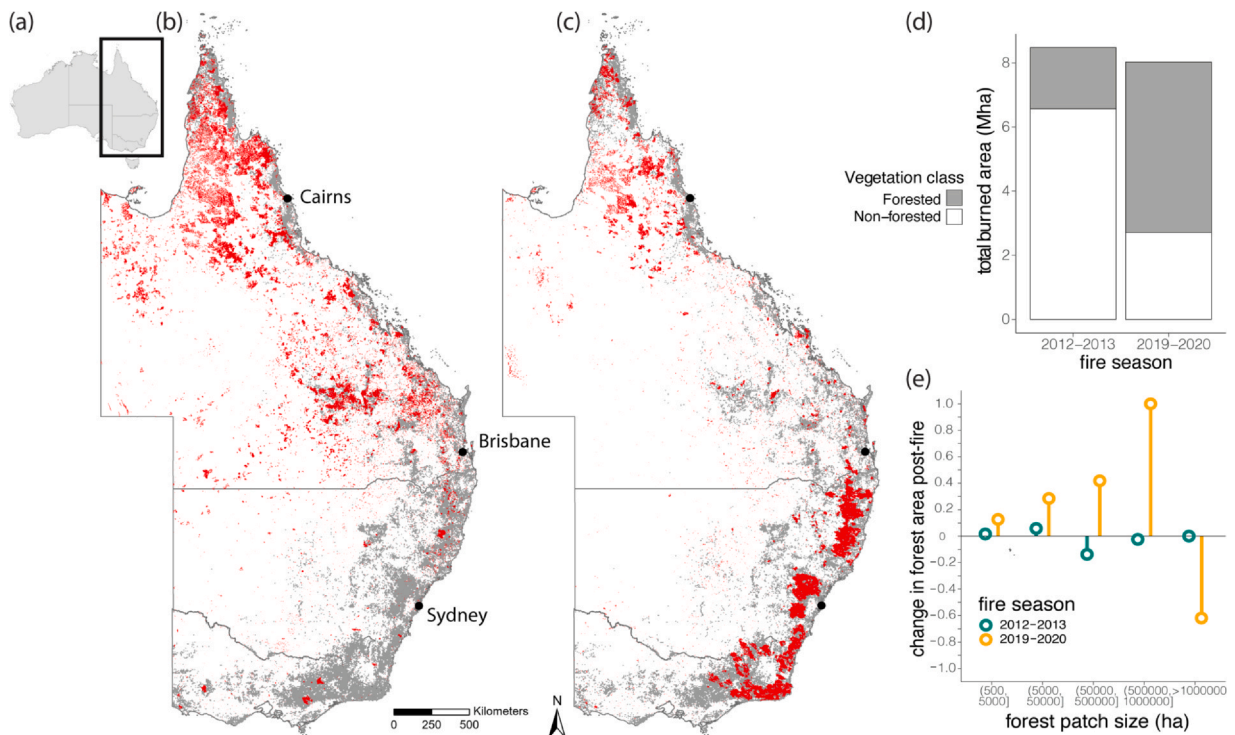 (a)
(b)
(c)
(d)
Cairns
Brisbane
Sydney
Kilometers
0 250 500
N
Vegetation class
Forested
Non-forested
total burned area (Mha)
8
6
4
2
0
2012-2013 2019-2020
fire season
(e)
change in forest area post-fire
1.0
0.8
0.6
0.4
0.2
0
-0.2
-0.4
-0.6
-0.8
-1.0
fire season
2012-2013
2019-2020
(500, (5000, (50000, (500000, >1000000
5000] 50000] 500000] 1000000]
forest patch size (ha)